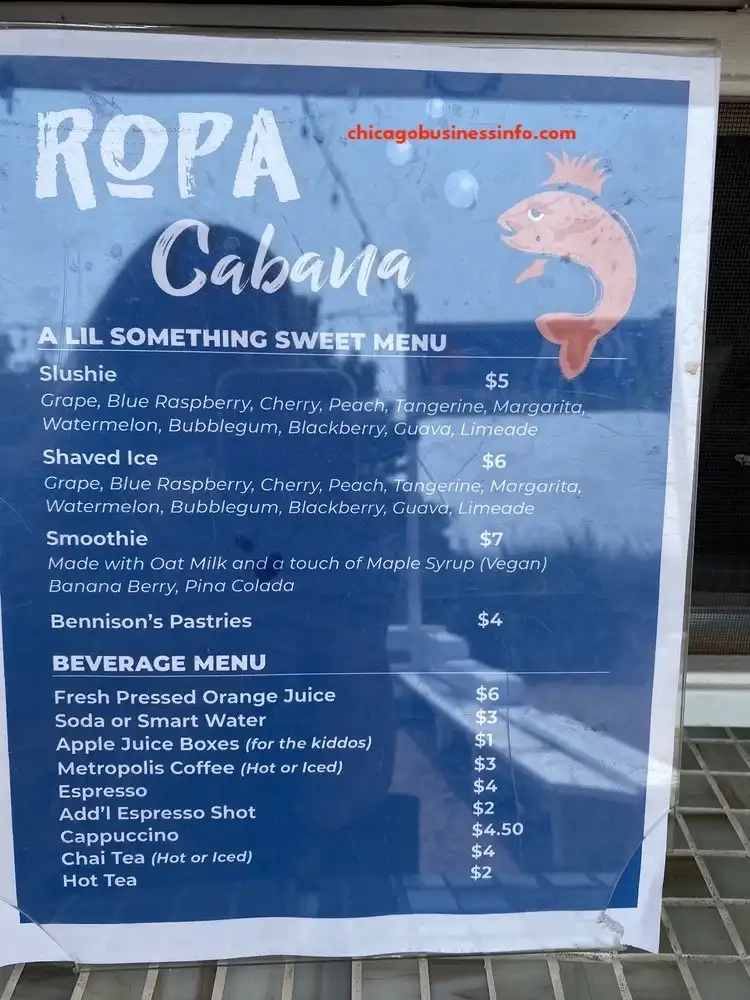 ROPA
chicagobusinessinfo.com
Cabana
A LIL SOMETHING SWEET MENU
Slushie $5
Grape, Blue Raspberry, Cherry, Peach, Tangerine, Margarita,
Watermelon, Bubblegum, Blackberry, Guava, Limeade
Shaved Ice $6
Grape, Blue Raspberry, Cherry, Peach, Tangerine, Margarita,
Watermelon, Bubblegum, Blackberry, Guava, Limeade
Smoothie $7
Made with Oat Milk and a touch of Maple Syrup (Vegan)
Banana Berry, Pina Colada
Bennison's Pastries $4
BEVERAGE MENU
Fresh Pressed Orange Juice $6
Soda or Smart Water $3
Apple Juice Boxes (for the kiddos) $1
Metropolis Coffee (Hot or Iced) $3
Espresso $4
Add'l Espresso Shot $2
Cappuccino $4.50
Chai Tea (Hot or Iced) $4
Hot Tea $2